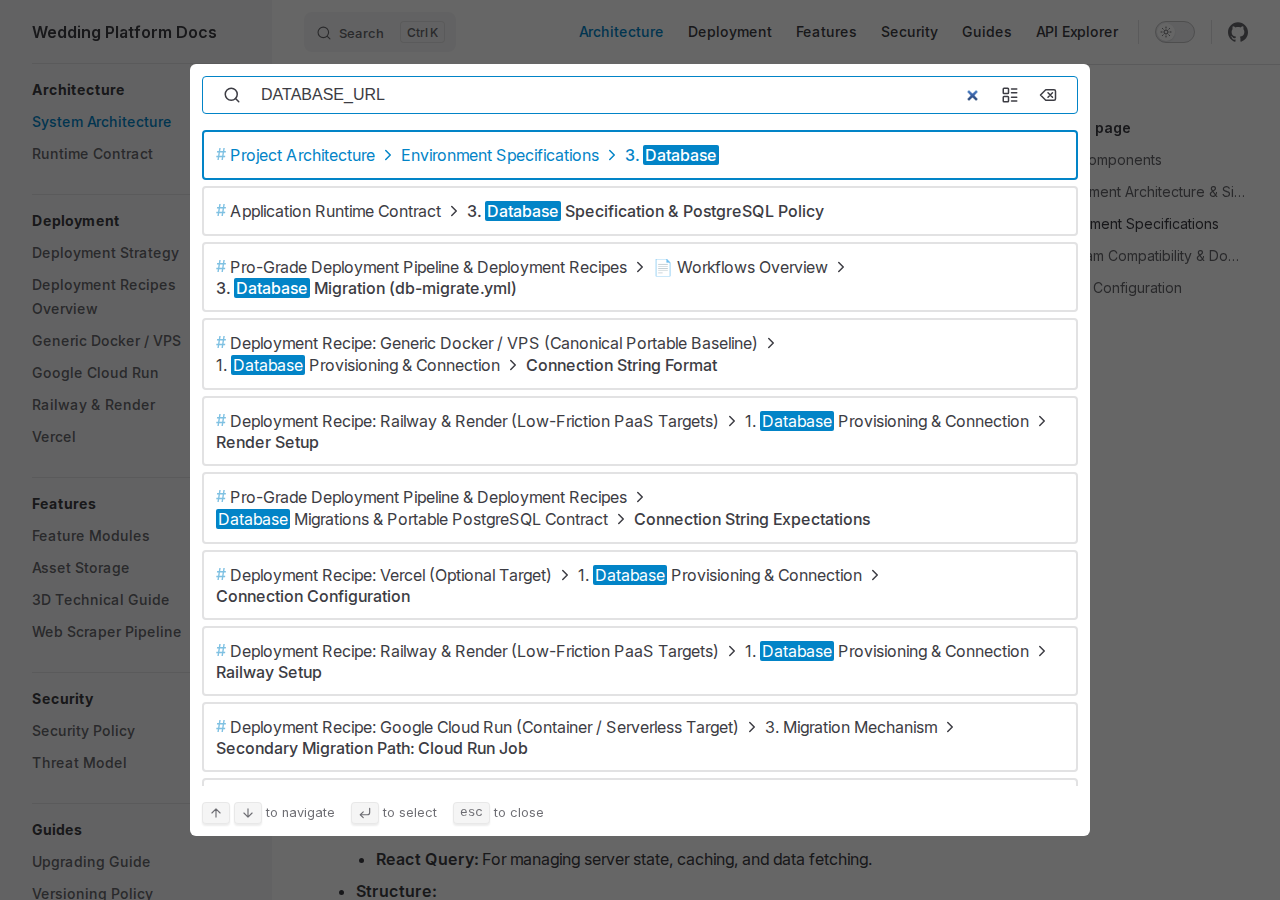 Wedding Platform Docs
Search Ctrl K
Architecture Deployment Features Security Guides API Explorer
DATABASE_URL
# Project Architecture > Environment Specifications > 3. Database
# Application Runtime Contract > 3. Database Specification & PostgreSQL Policy
# Pro-Grade Deployment Pipeline & Deployment Recipes > 📄 Workflows Overview >
3. Database Migration (db-migrate.yml)
# Deployment Recipe: Generic Docker / VPS (Canonical Portable Baseline) >
1. Database Provisioning & Connection > Connection String Format
# Deployment Recipe: Railway & Render (Low-Friction PaaS Targets) > 1. Database Provisioning & Connection >
Render Setup
# Pro-Grade Deployment Pipeline & Deployment Recipes >
Database Migrations & Portable PostgreSQL Contract > Connection String Expectations
# Deployment Recipe: Vercel (Optional Target) > 1. Database Provisioning & Connection >
Connection Configuration
# Deployment Recipe: Railway & Render (Low-Friction PaaS Targets) > 1. Database Provisioning & Connection >
Railway Setup
# Deployment Recipe: Google Cloud Run (Container / Serverless Target) > 3. Migration Mechanism >
Secondary Migration Path: Cloud Run Job
to navigate to select esc to close
Architecture
System Architecture
Runtime Contract
Deployment
Deployment Strategy
Deployment Recipes
Overview
Generic Docker / VPS
Google Cloud Run
Railway & Render
Vercel
Features
Feature Modules
Asset Storage
3D Technical Guide
Web Scraper Pipeline
Security
Security Policy
Threat Model
Guides
Upgrading Guide
Versioning Policy
page
omponents
ment Architecture & Si...
ment Specifications
am Compatibility & Do...
Configuration
• React Query: For managing server state, caching, and data fetching.
• Structure: